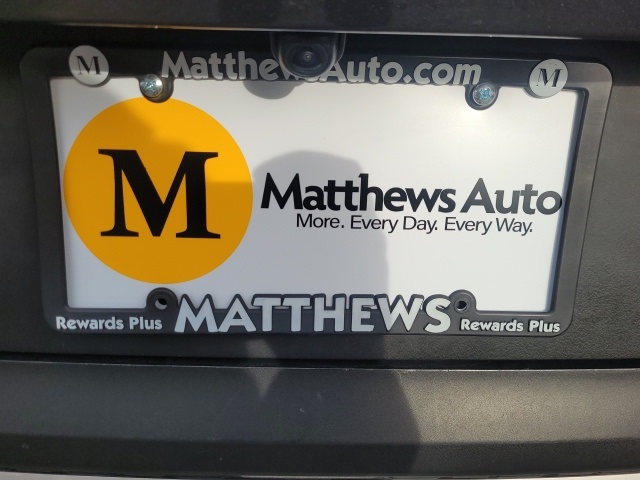 M MatthewsAuto.com M
M
Matthews Auto
More. Every Day. Every Way.
Rewards Plus MATTHEWS Rewards Plus